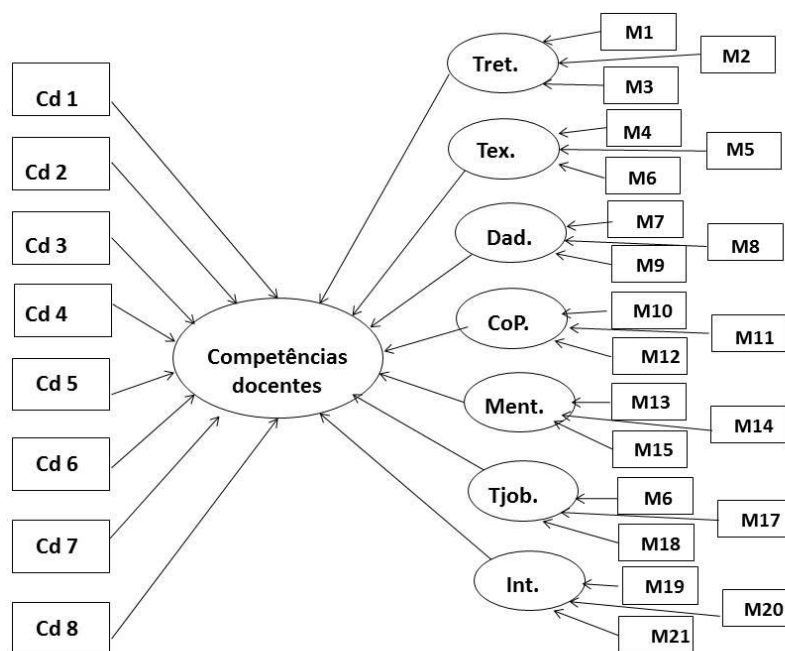 Cd 1
Cd 2
Cd 3
Cd 4
Cd 5
Cd 6
Cd 7
Cd 8
Competências
docentes
Tret.
M1
M2
M3
Tex.
M4
M5
M6
Dad.
M7
M8
M9
CoP.
M10
M11
M12
Ment.
M13
M14
M15
Tjob.
M6
M17
M18
Int.
M19
M20
M21